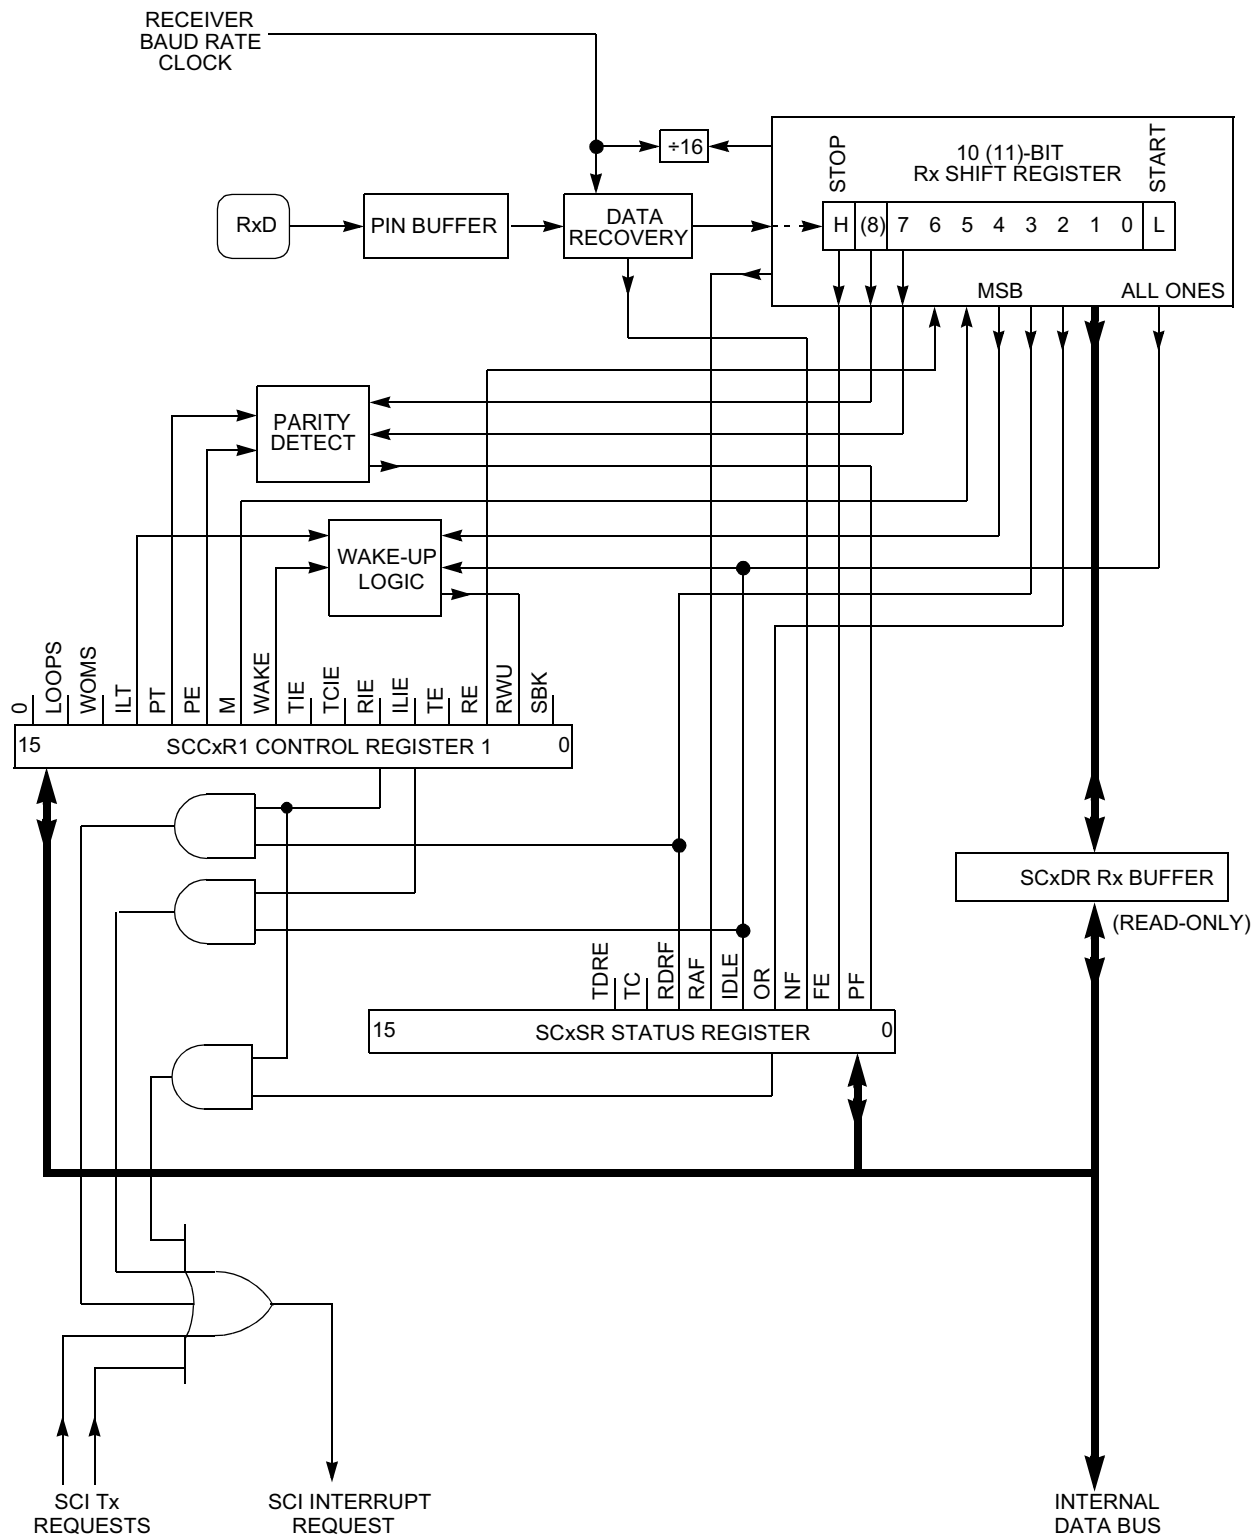 RECEIVER
BAUD RATE
CLOCK
÷16
STOP
10 (11)-BIT
Rx SHIFT REGISTER
START
RxD
PIN BUFFER
DATA
RECOVERY
H (8) 7 6 5 4 3 2 1 0 L
MSB
ALL ONES
PARITY
DETECT
WAKE-UP
LOGIC
0
LOOPS
WOMS
ILT
PT
PE
M
WAKE
TIE
TCIE
RIE
ILIE
TE
RE
RWU
SBK
15 SCCxR1 CONTROL REGISTER 1 0
SCxDR Rx BUFFER
(READ-ONLY)
TDRE
TC
RDRF
RAF
IDLE
OR
NF
FE
PF
15 SCxSR STATUS REGISTER 0
SCI Tx
REQUESTS
SCI INTERRUPT
REQUEST
INTERNAL
DATA BUS